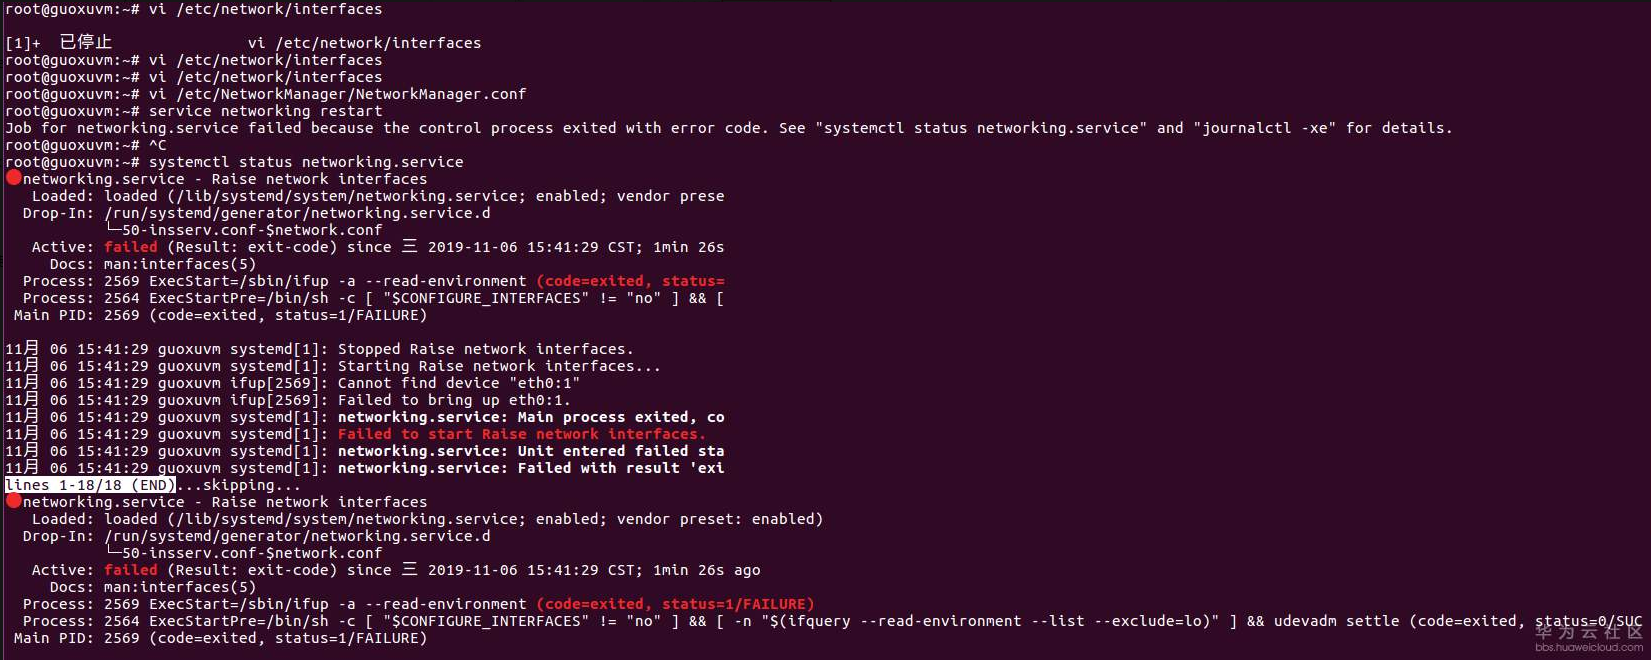 root@guoxuvm:~# vi /etc/network/interfaces
[1]+  已停止               vi /etc/network/interfaces
root@guoxuvm:~# vi /etc/network/interfaces
root@guoxuvm:~# vi /etc/network/interfaces
root@guoxuvm:~# vi /etc/NetworkManager/NetworkManager.conf
root@guoxuvm:~# service networking restart
Job for networking.service failed because the control process exited with error code. See "systemctl status networking.service" and "journalctl -xe" for details.
root@guoxuvm:~# ^C
root@guoxuvm:~# systemctl status networking.service
networking.service - Raise network interfaces
   Loaded: loaded (/lib/systemd/system/networking.service; enabled; vendor prese
  Drop-In: /run/systemd/generator/networking.service.d
           └─50-insserv.conf-$network.conf
   Active: failed (Result: exit-code) since 三 2019-11-06 15:41:29 CST; 1min 26s
     Docs: man:interfaces(5)
  Process: 2569 ExecStart=/sbin/ifup -a --read-environment (code=exited, status=
  Process: 2564 ExecStartPre=/bin/sh -c [ "$CONFIGURE_INTERFACES" != "no" ] && [
 Main PID: 2569 (code=exited, status=1/FAILURE)
11月 06 15:41:29 guoxuvm systemd[1]: Stopped Raise network interfaces.
11月 06 15:41:29 guoxuvm systemd[1]: Starting Raise network interfaces...
11月 06 15:41:29 guoxuvm ifup[2569]: Cannot find device "eth0:1"
11月 06 15:41:29 guoxuvm ifup[2569]: Failed to bring up eth0:1.
11月 06 15:41:29 guoxuvm systemd[1]: networking.service: Main process exited, co
11月 06 15:41:29 guoxuvm systemd[1]: Failed to start Raise network interfaces.
11月 06 15:41:29 guoxuvm systemd[1]: networking.service: Unit entered failed sta
11月 06 15:41:29 guoxuvm systemd[1]: networking.service: Failed with result 'exi
lines 1-18/18 (END)...skipping...
networking.service - Raise network interfaces
   Loaded: loaded (/lib/systemd/system/networking.service; enabled; vendor preset: enabled)
  Drop-In: /run/systemd/generator/networking.service.d
           └─50-insserv.conf-$network.conf
   Active: failed (Result: exit-code) since 三 2019-11-06 15:41:29 CST; 1min 26s ago
     Docs: man:interfaces(5)
  Process: 2569 ExecStart=/sbin/ifup -a --read-environment (code=exited, status=1/FAILURE)
  Process: 2564 ExecStartPre=/bin/sh -c [ "$CONFIGURE_INTERFACES" != "no" ] && [ -n "$(ifquery --read-environment --list --exclude=lo)" ] && udevadm settle (code=exited, status=0/SUC
 Main PID: 2569 (code=exited, status=1/FAILURE)
华为云社区
bbs.huaweicloud.com